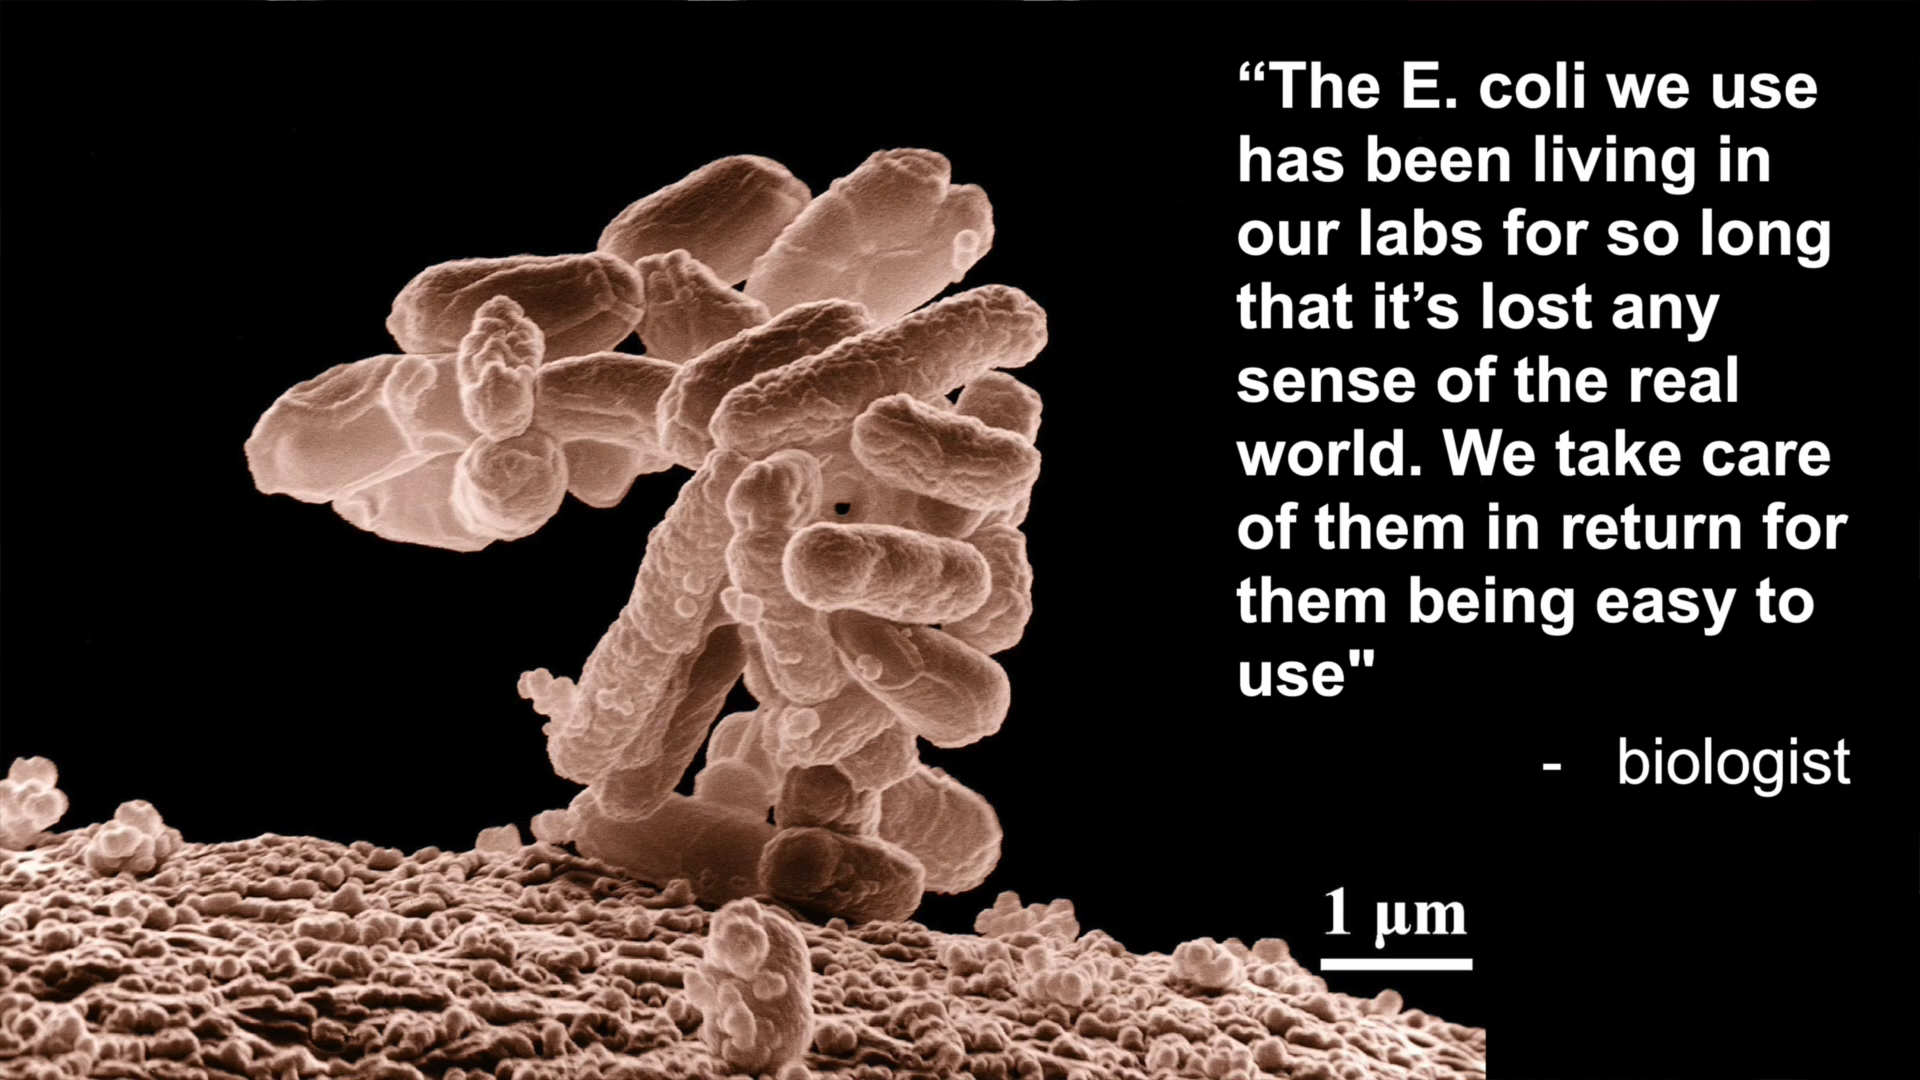 “The E. coli we use
has been living in
our labs for so long
that it’s lost any
sense of the real
world. We take care
of them in return for
them being easy to
use"
- biologist
1 μm